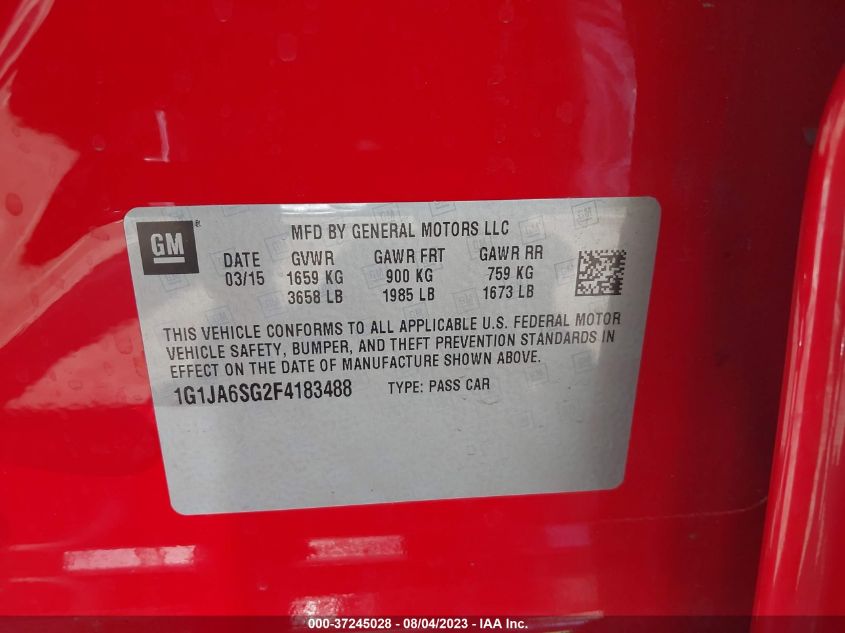 GM
MFD BY GENERAL MOTORS LLC
DATE GVWR GAWR FRT GAWR RR
03/15 1659 KG 900 KG 759 KG
3658 LB 1985 LB 1673 LB
THIS VEHICLE CONFORMS TO ALL APPLICABLE U.S. FEDERAL MOTOR
VEHICLE SAFETY, BUMPER, AND THEFT PREVENTION STANDARDS IN
EFFECT ON THE DATE OF MANUFACTURE SHOWN ABOVE.
1G1JA6SG2F4183488 TYPE: PASS CAR
000-37245028 - 08/04/2023 - IAA Inc.